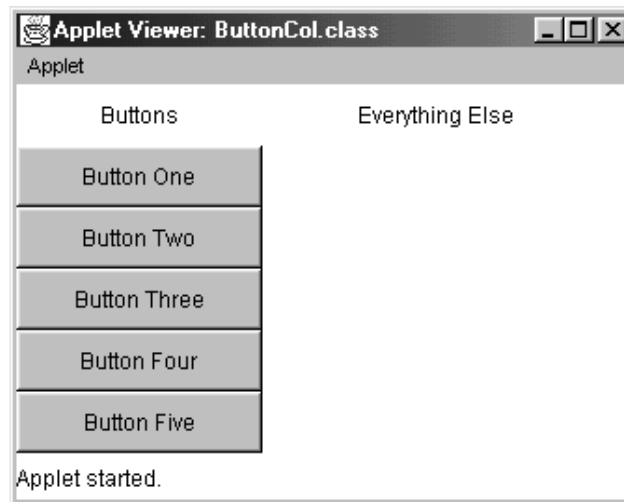 Applet Viewer: ButtonCol.class
Applet
Buttons Everything Else
Button One
Button Two
Button Three
Button Four
Button Five
Applet started.